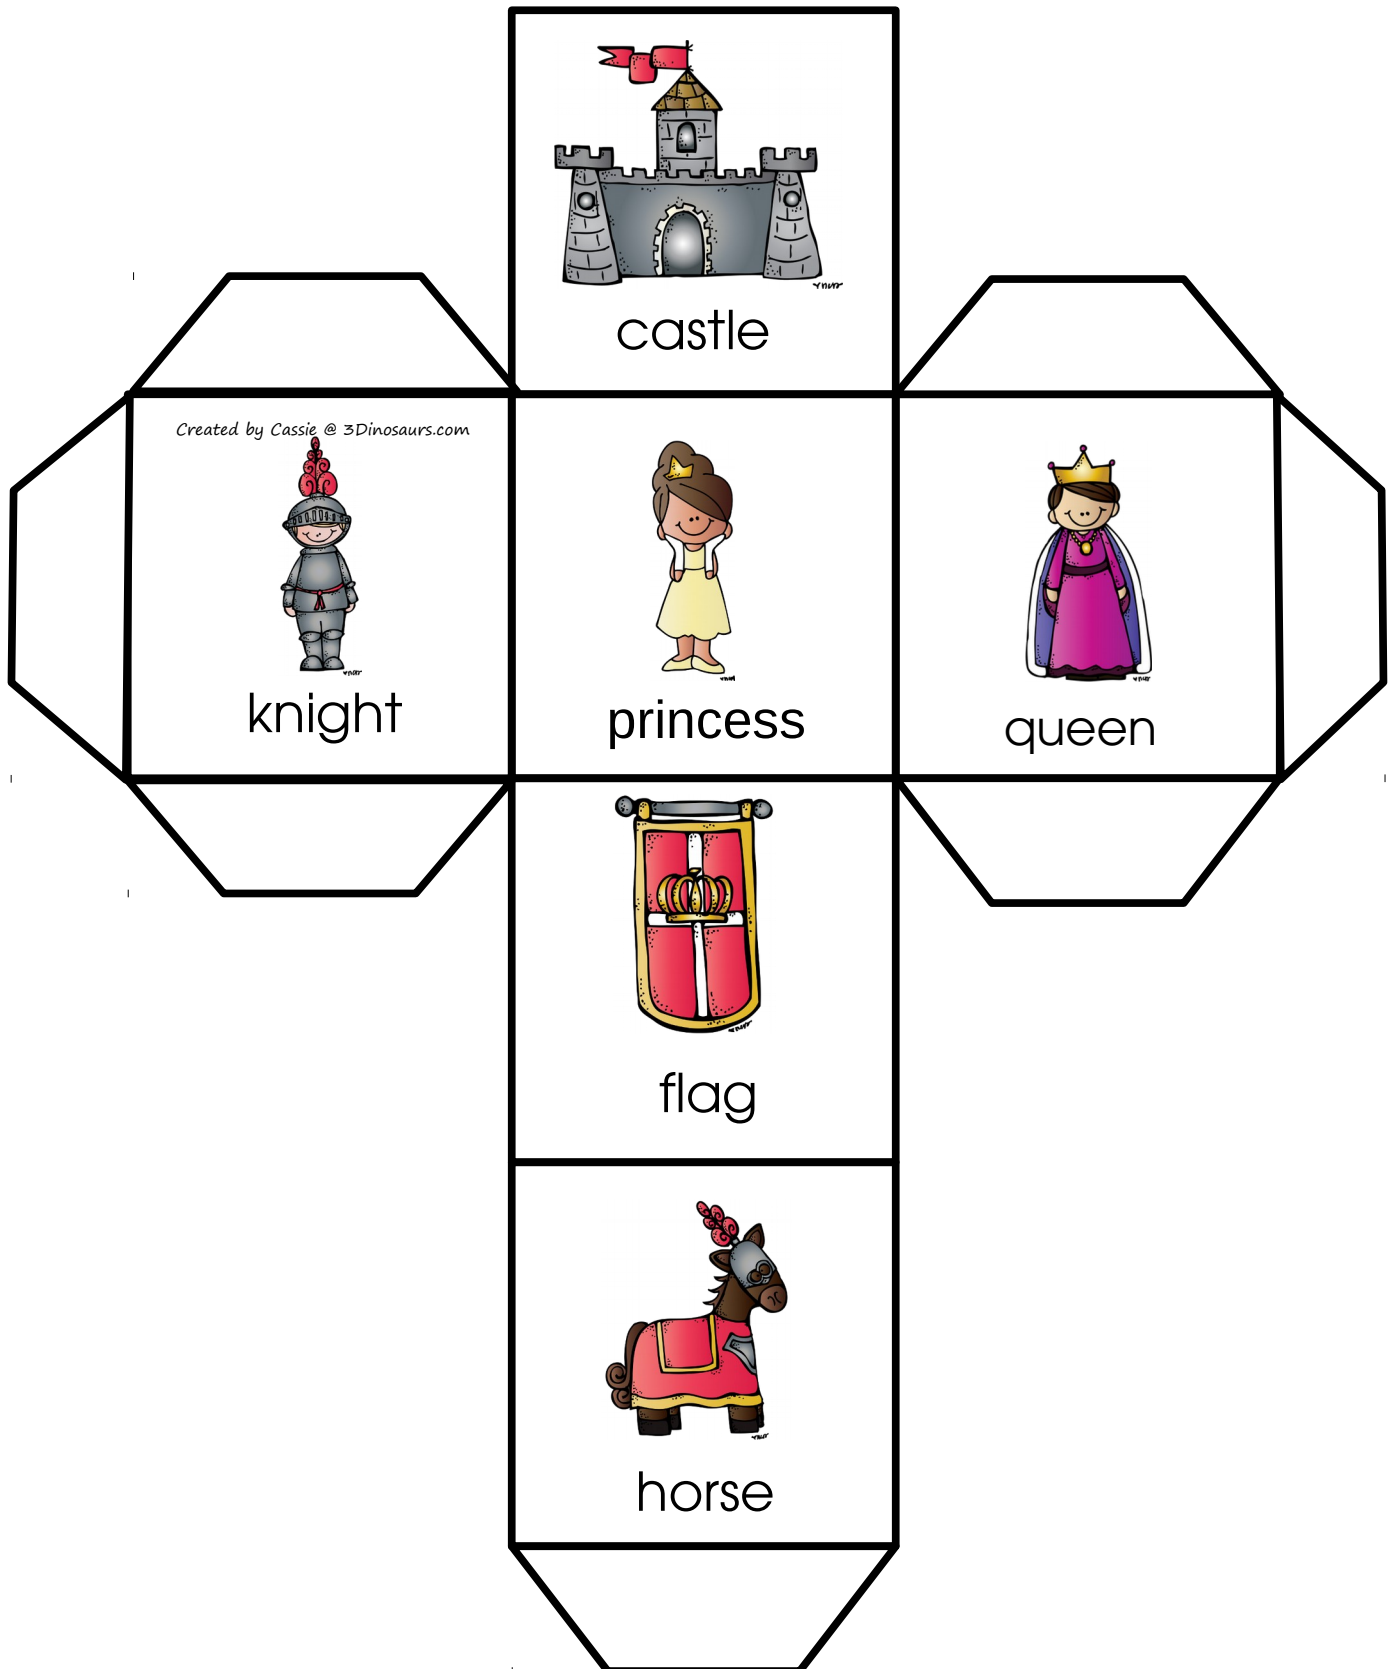 castle
Created by Cassie @ 3Dinosaurs.com
knight
princess
queen
flag
horse